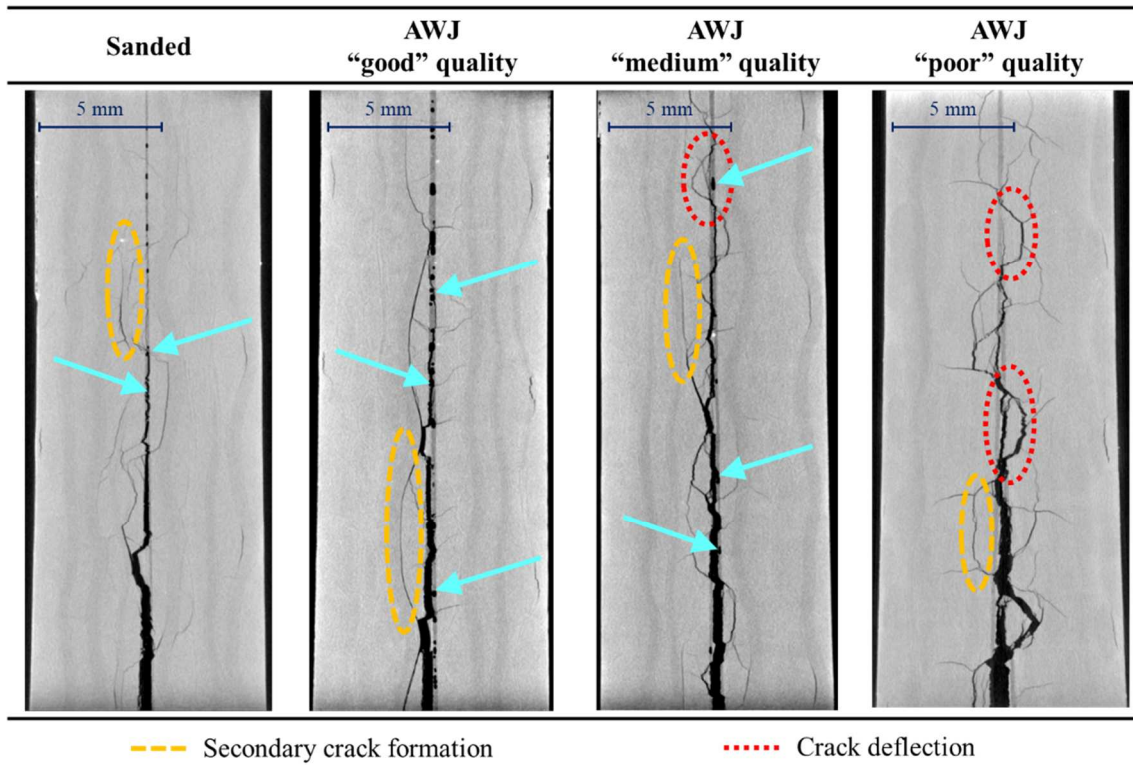 Sanded
AWJ
“good” quality
AWJ
“medium” quality
AWJ
“poor” quality
5 mm
5 mm
5 mm
5 mm
Secondary crack formation
Crack deflection